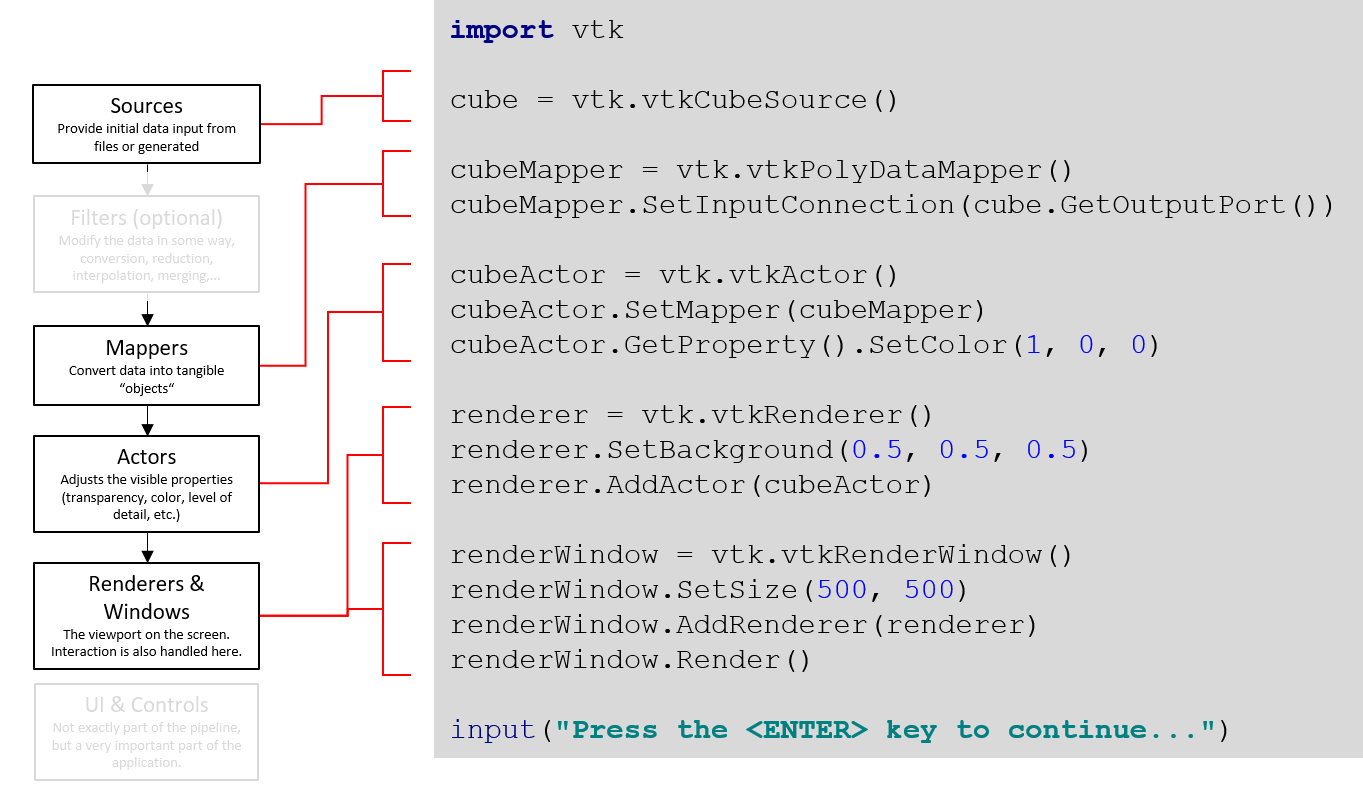 Sources
Provide initial data input from
files or generated
Filters (optional)
Modify the data in some way,
conversion, reduction,
interpolation, merging,...
Mappers
Convert data into tangible
“objects“
Actors
Adjusts the visible properties
(transparency, color, level of
detail, etc.)
Renderers &
Windows
The viewport on the screen.
Interaction is also handled here.
UI & Controls
Not exactly part of the pipeline,
but a very important part of the
application.
import vtk
cube = vtk.vtkCubeSource()
cubeMapper = vtk.vtkPolyDataMapper()
cubeMapper.SetInputConnection(cube.GetOutputPort())
cubeActor = vtk.vtkActor()
cubeActor.SetMapper(cubeMapper)
cubeActor.GetProperty().SetColor(1, 0, 0)
renderer = vtk.vtkRenderer()
renderer.SetBackground(0.5, 0.5, 0.5)
renderer.AddActor(cubeActor)
renderWindow = vtk.vtkRenderWindow()
renderWindow.SetSize(500, 500)
renderWindow.AddRenderer(renderer)
renderWindow.Render()
input("Press the <ENTER> key to continue...")